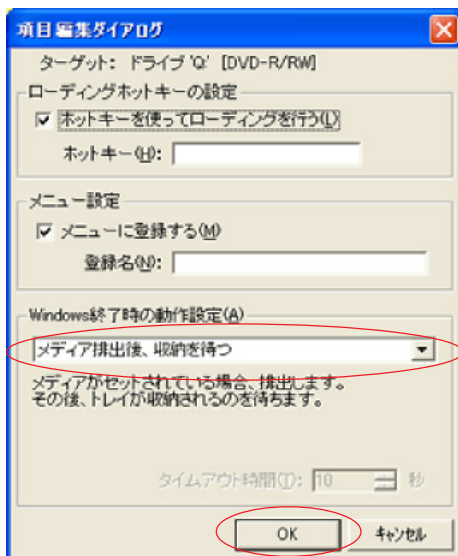 項目編集ダイアログ
ターゲット: ドライブ 'Q' [DVD-R/RW]
ローディングホットキーの設定
ホットキーを使ってローディングを行う(L)
ホットキー(H):
メニュー設定
メニューに登録する(M)
登録名(N):
Windows終了時の動作設定(A)
メディア排出後、収納を待つ
メディアがセットされている場合、排出します。
その後、トレイが収納されるのを待ちます。
タイムアウト時間(T): 10 秒
OK キャンセル